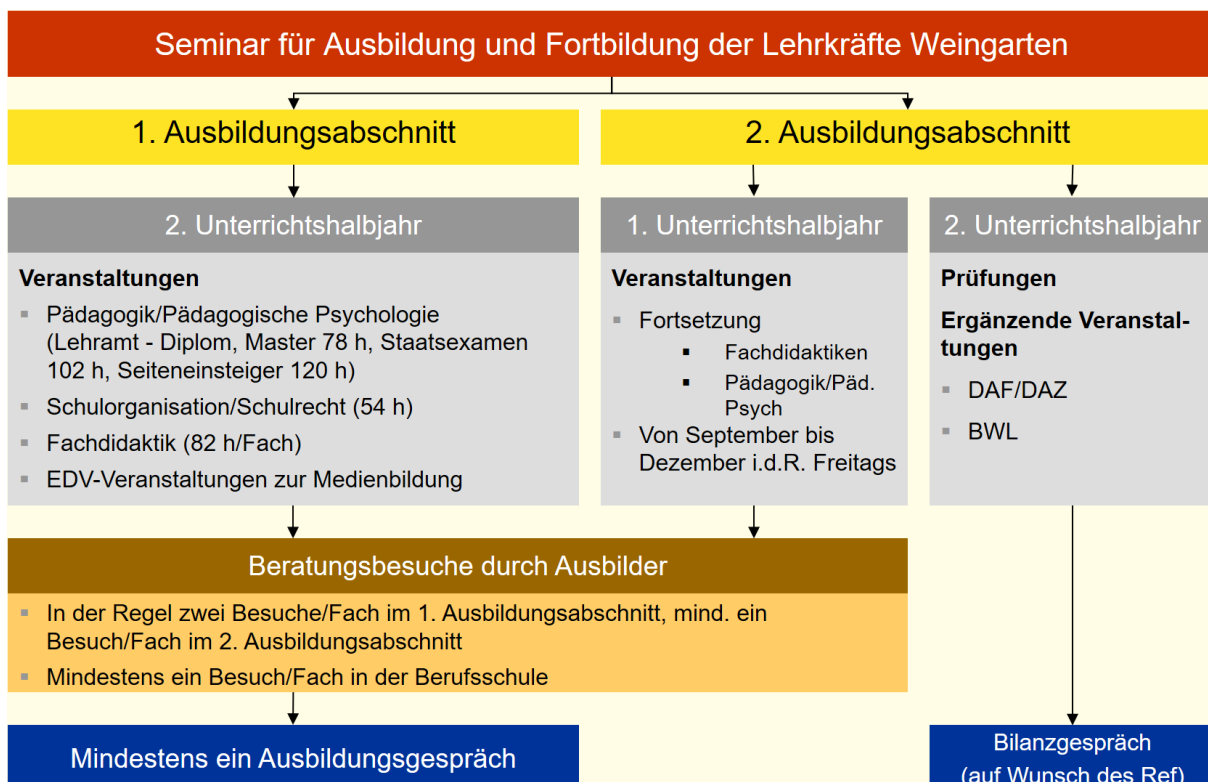 Seminar für Ausbildung und Fortbildung der Lehrkräfte Weingarten
1. Ausbildungsabschnitt
2. Ausbildungsabschnitt
2. Unterrichtshalbjahr
Veranstaltungen
Pädagogik/Pädagogische Psychologie
(Lehramt - Diplom, Master 78 h, Staatsexamen
102 h, Seiteneinsteiger 120 h)
Schulorganisation/Schulrecht (54 h)
Fachdidaktik (82 h/Fach)
EDV-Veranstaltungen zur Medienbildung
1. Unterrichtshalbjahr
Veranstaltungen
Fortsetzung
Fachdidaktiken
Pädagogik/Päd.
Psych
Von September bis
Dezember i.d.R. Freitags
2. Unterrichtshalbjahr
Prüfungen
Ergänzende Veranstal-
tungen
DAF/DAZ
BWL
Beratungsbesuche durch Ausbilder
In der Regel zwei Besuche/Fach im 1. Ausbildungsabschnitt, mind. ein
Besuch/Fach im 2. Ausbildungsabschnitt
Mindestens ein Besuch/Fach in der Berufsschule
Mindestens ein Ausbildungsgespräch
Bilanzgespräch
(auf Wunsch des Ref)